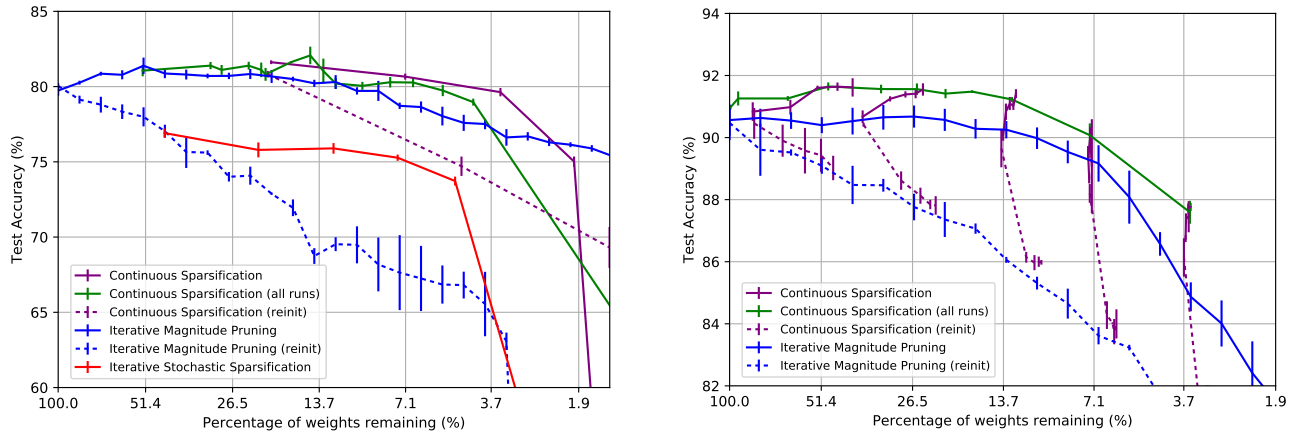 85
80
75
70
65
60
Test Accuracy (%)
Continuous Sparsification
Continuous Sparsification (all runs)
Continuous Sparsification (reinit)
Iterative Magnitude Pruning
Iterative Magnitude Pruning (reinit)
Iterative Stochastic Sparsification
100.0 51.4 26.5 13.7 7.1 3.7 1.9
Percentage of weights remaining (%)
94
92
90
88
86
84
82
Test Accuracy (%)
Continuous Sparsification
Continuous Sparsification (all runs)
Continuous Sparsification (reinit)
Iterative Magnitude Pruning
Iterative Magnitude Pruning (reinit)
100.0 51.4 26.5 13.7 7.1 3.7 1.9
Percentage of weights remaining (%)